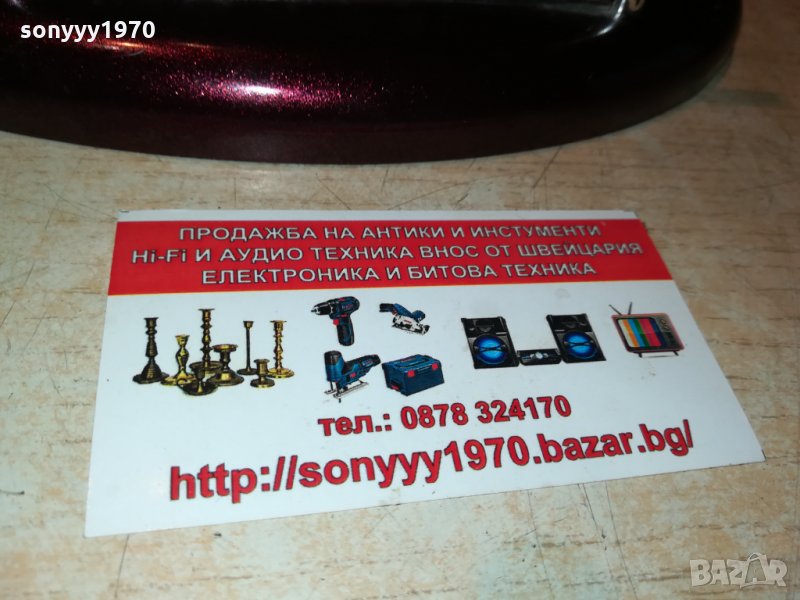 sonyyy1970
ПРОДАЖБА НА АНТИКИ И ИНСТУМЕНТИ
Hi-Fi И АУДИО ТЕХНИКА ВНОС ОТ ШВЕЙЦАРИЯ
ЕЛЕКТРОНИКА И БИТОВА ТЕХНИКА
тел.: 0878 324170
http://sonyyy1970.bazar.bg/
BAZAR